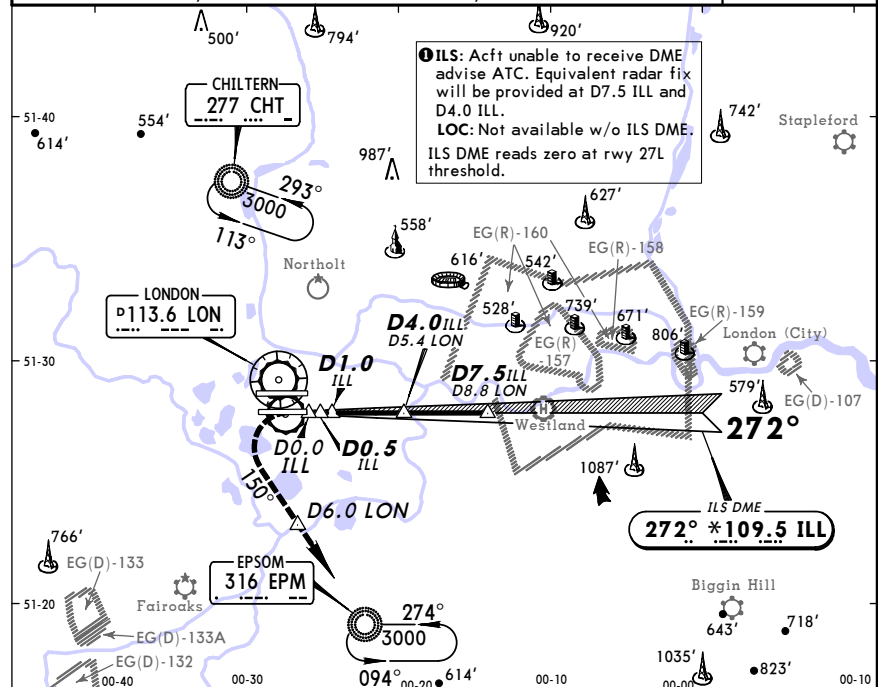 500'
794'
920'
❶ILS: Acft unable to receive DME
advise ATC. Equivalent radar fix
will be provided at D7.5 ILL and
D4.0 ILL.
LOC: Not available w/o ILS DME.
ILS DME reads zero at rwy 27L
threshold.
CHILTERN
277 CHT
51-40
614'
554'
742'
Stapleford
987'
293°
3000
113°
627'
558'
EG(R)-160
EG(R)-158
Northolt
616'
542'
LONDON
D113.6 LON
528'
739'
671'
EG(R)-159
806'
London (City)
D4.0 ILL
D5.4 LON
EG(R)
-157
51-30
D1.0
ILL
D7.5 ILL
D8.8 LON
579'
EG(D)-107
H
Westland
272°
D0.0
ILL
D0.5
ILL
1087'
150°
D6.0 LON
ILS DME
272° *109.5 ILL
766'
EG(D)-133
EPSOM
316 EPM
Biggin Hill
51-20
Fairoaks
274°
3000
643'
718'
EG(D)-133A
EG(D)-132
1035'
094°
614'
823'
00-40
00-30
00-20
00-10
00-00
00-10